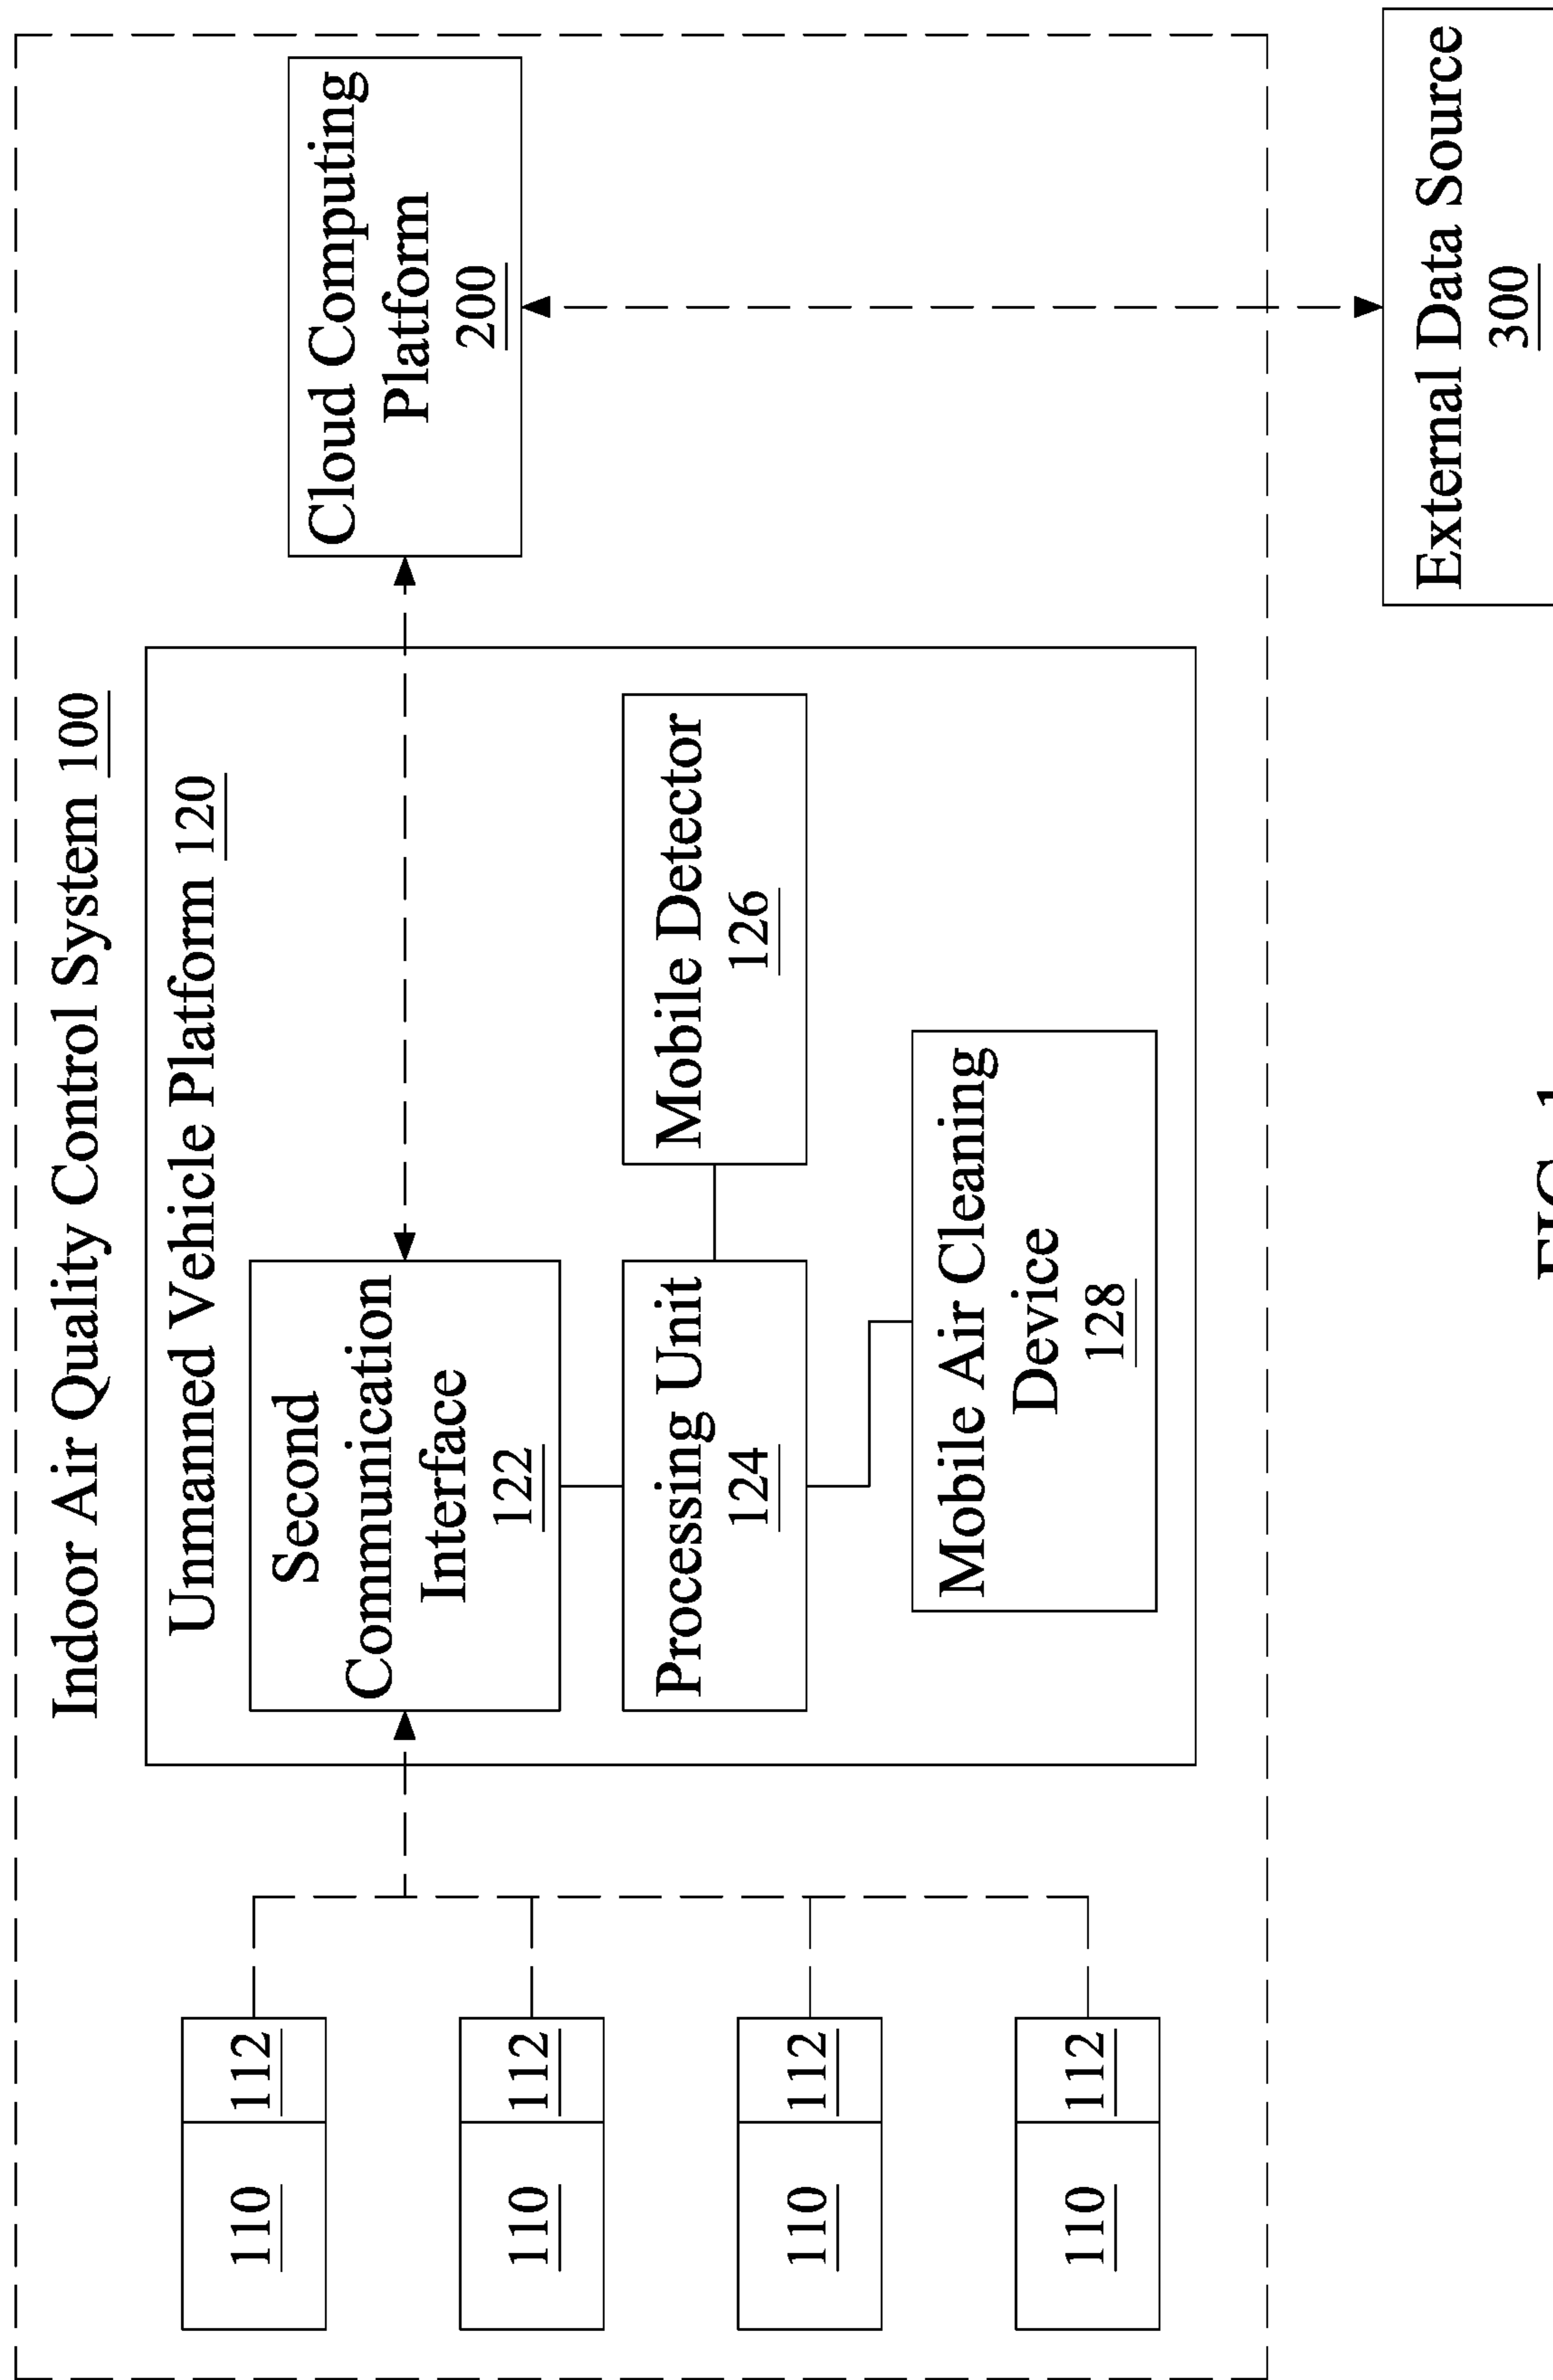 Indoor Air Quality Control System 100
Unmanned Vehicle Platform 120
110 112
110 112
110 112
110 112
Second
Communication
Interface
122
Processing Unit
124
Mobile Detector
126
Mobile Air Cleaning
Device
128
Cloud Computing
Platform
200
External Data Source
300